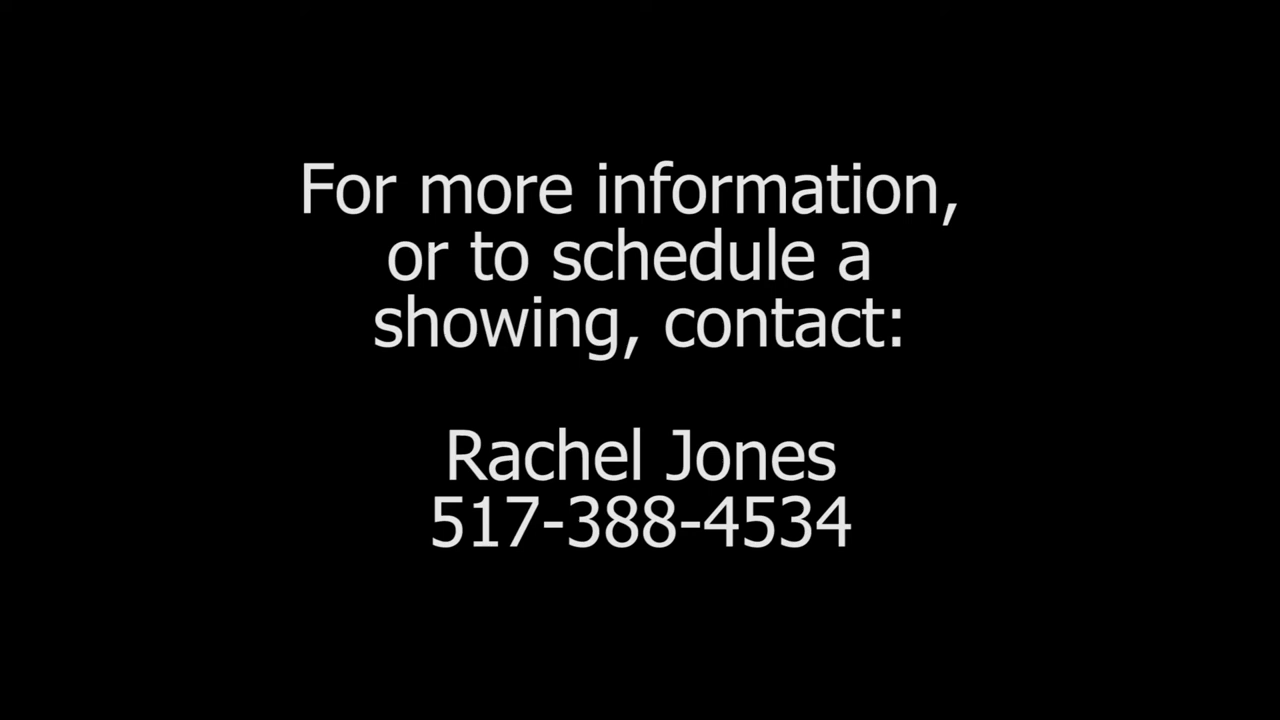 For more information,
or to schedule a
showing, contact:
Rachel Jones
517-388-4534